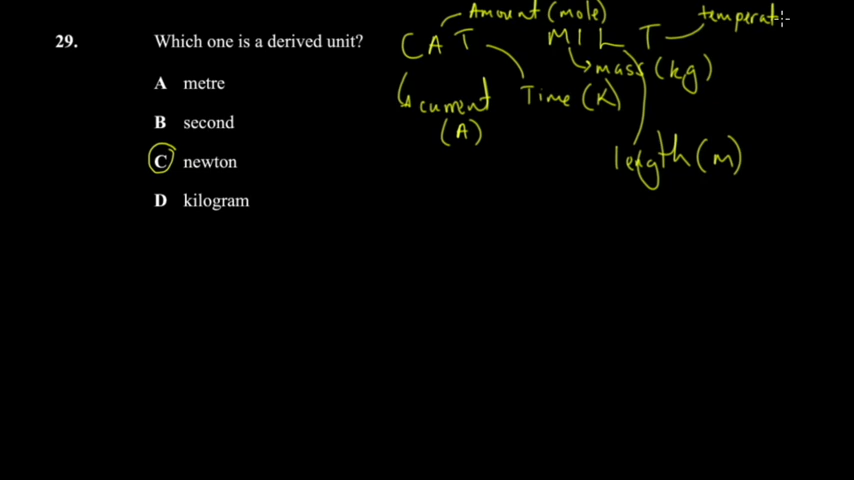 29. Which one is a derived unit?
A metre
B second
C newton
D kilogram
Amount (mole)
CAT
current
(A)
Time (K)
MILT
temperat
mass (kg)
length (m)